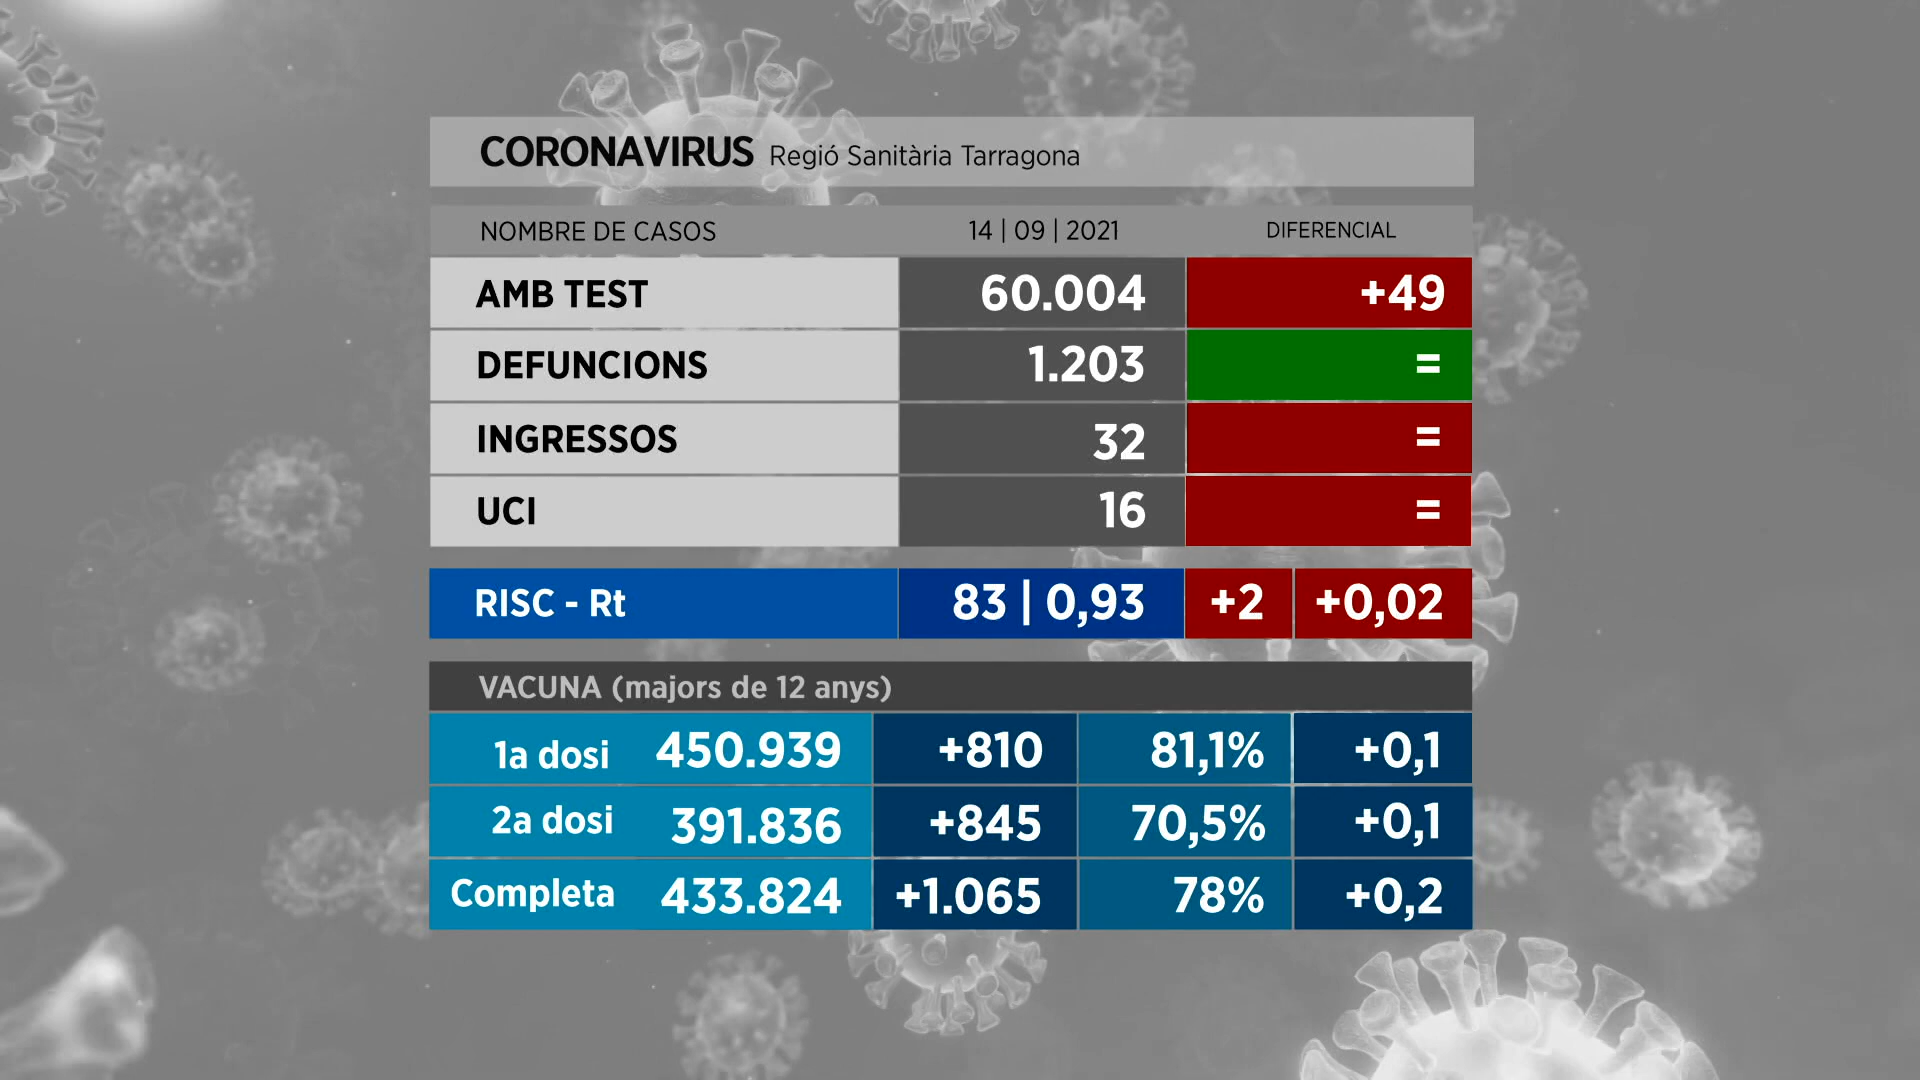 CORONAVIRUS Regió Sanitària Tarragona
NOMBRE DE CASOS 14 | 09 | 2021 DIFERENCIAL
AMB TEST 60.004 +49
DEFUNCIONS 1.203 =
INGRESSOS 32 =
UCI 16 =
RISC - Rt 83 | 0,93 +2 +0,02
VACUNA (majors de 12 anys)
1a dosi 450.939 +810 81,1% +0,1
2a dosi 391.836 +845 70,5% +0,1
Completa 433.824 +1.065 78% +0,2